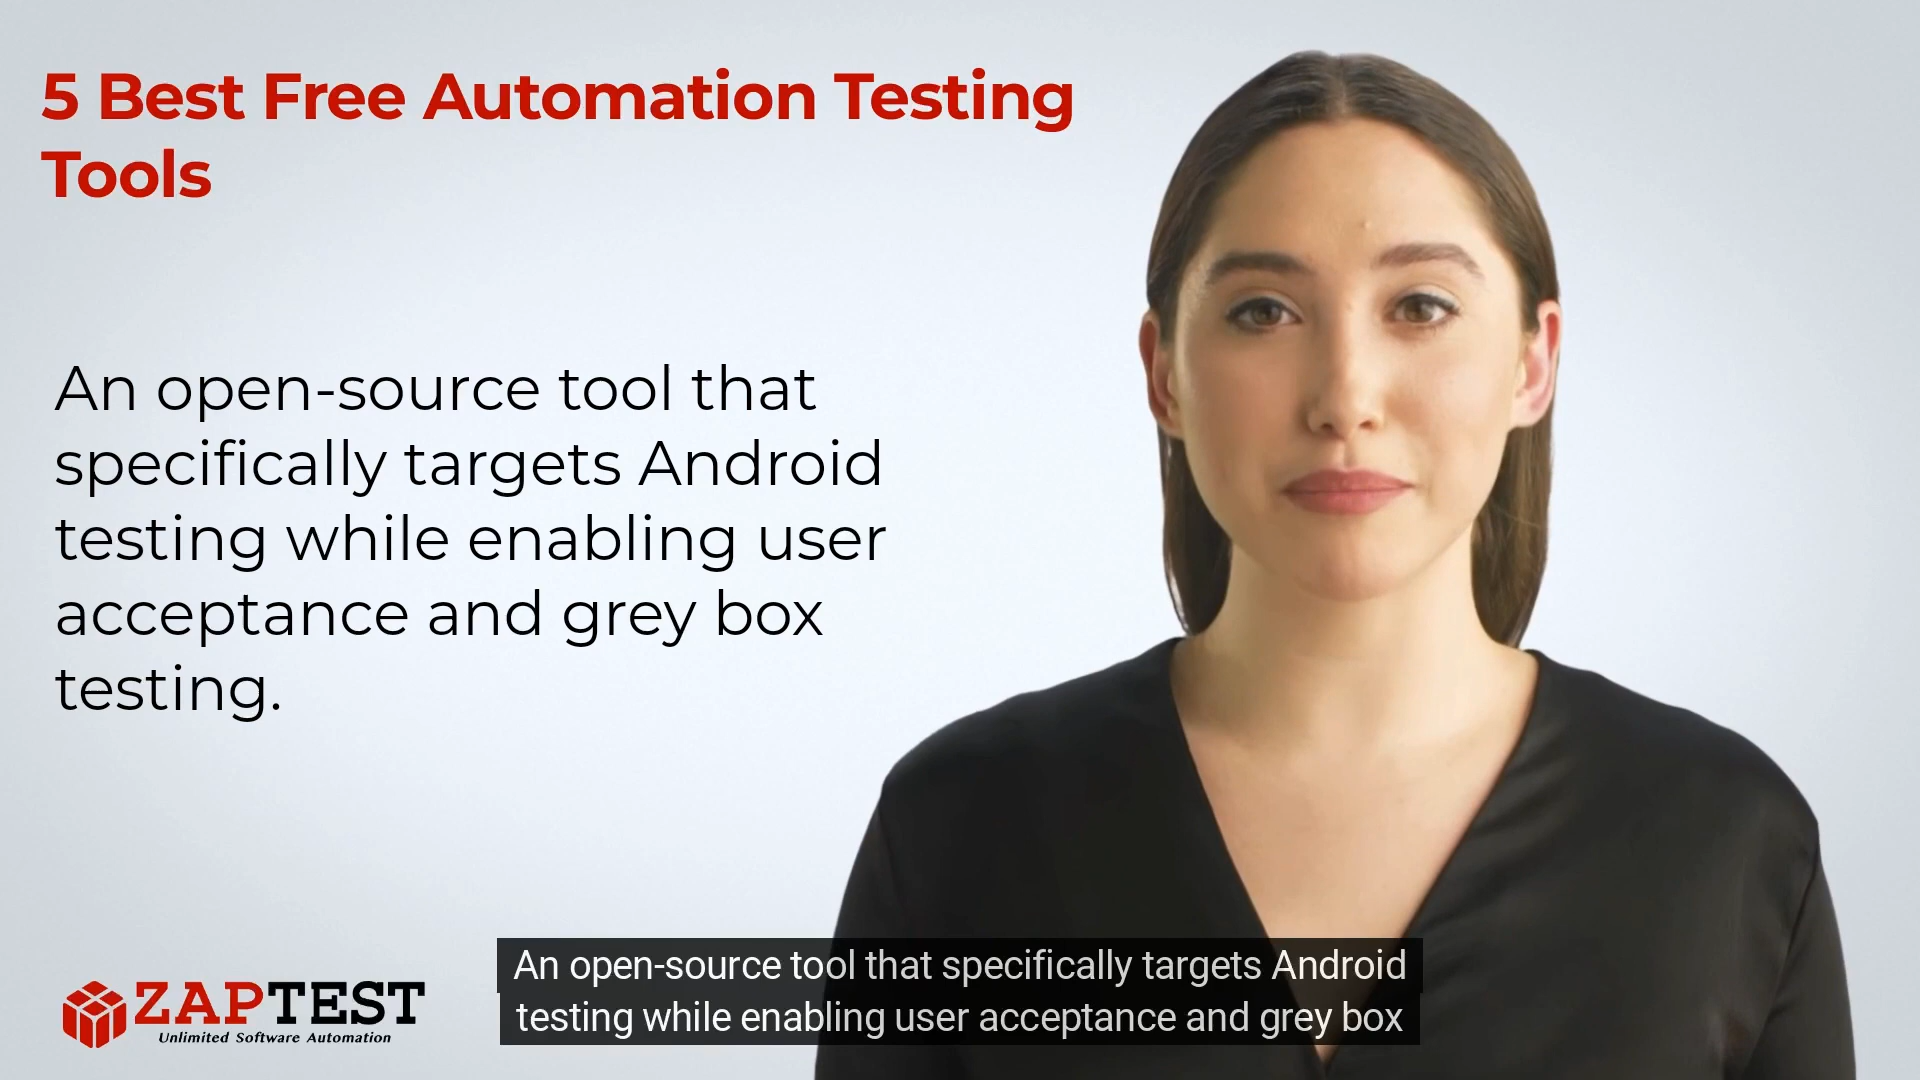 5 Best Free Automation Testing
Tools
An open-source tool that
specifically targets Android
testing while enabling user
acceptance and grey box
testing.
ZAPTEST
Unlimited Software Automation
An open-source tool that specifically targets Android
testing while enabling user acceptance and grey box